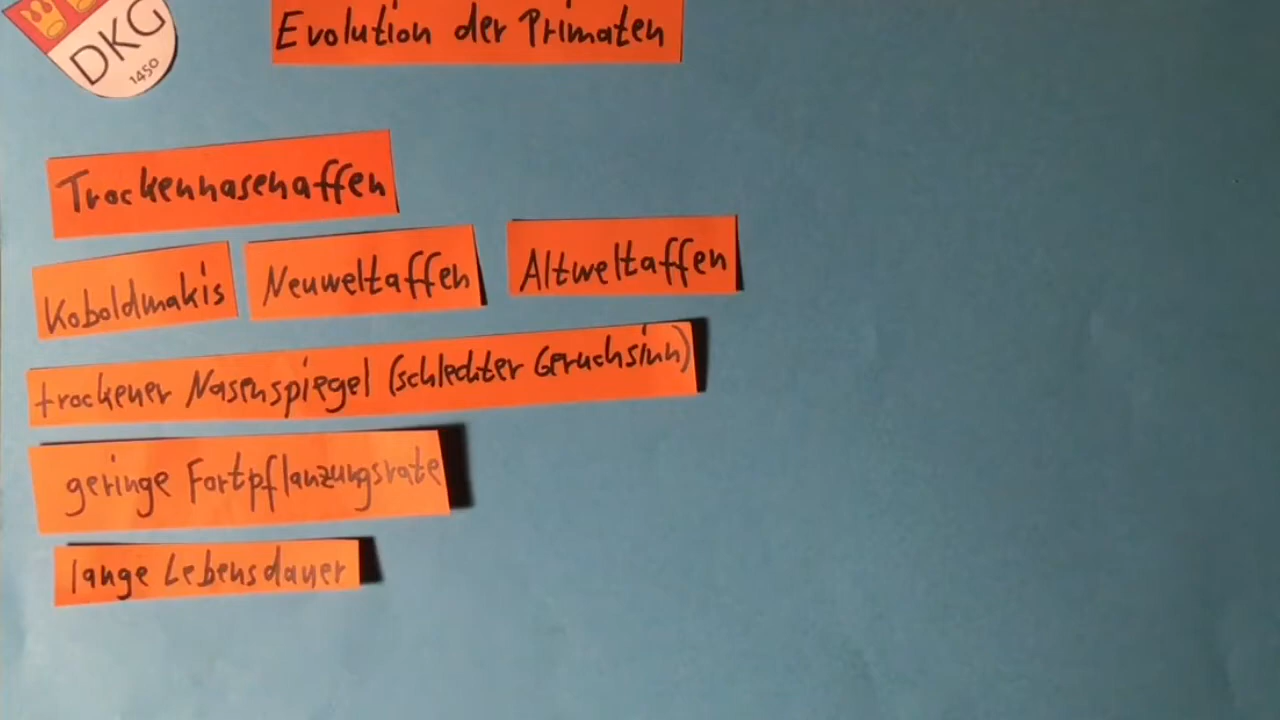 DKG
1450
Evolution der Primaten
Trockennasenaffen
Koboldmakis
Neuweltaffen
Altweltaffen
trockener Nasenspiegel (schlechter Geruchsinn)
geringe Fortpflanzungsrate
lange Lebensdauer